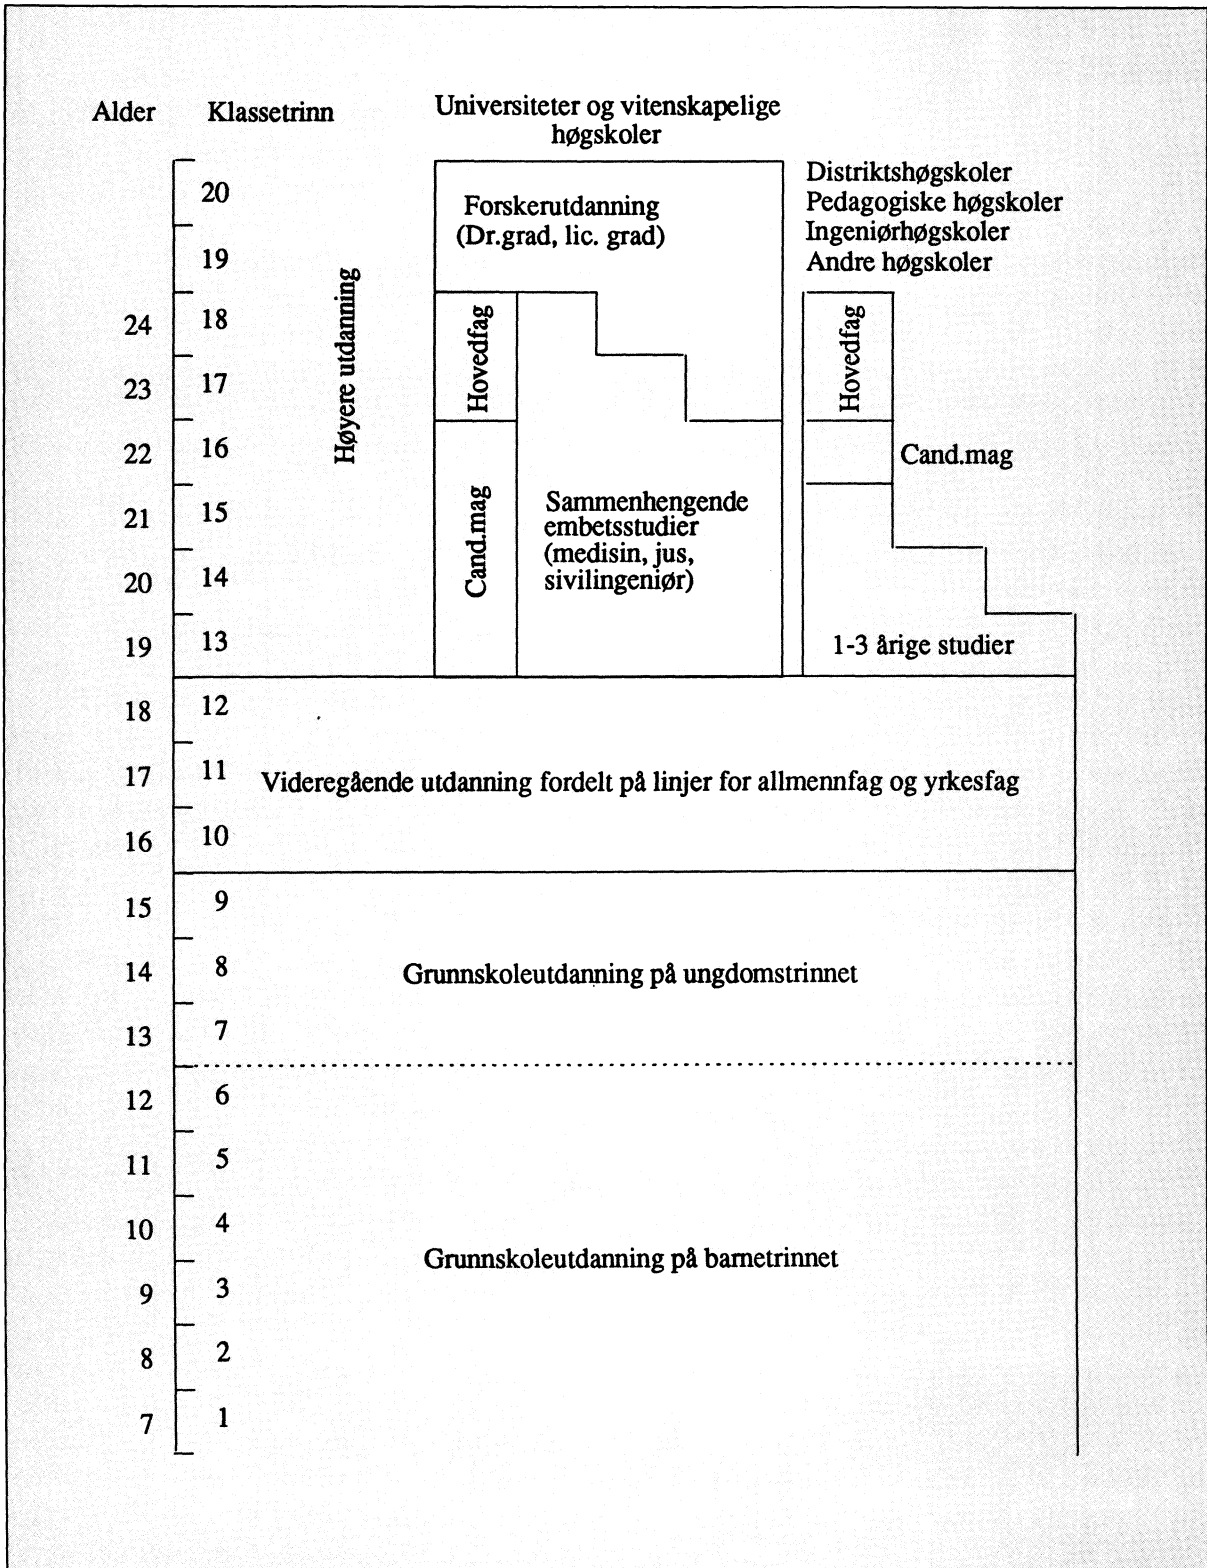 Alder Klassetrinn Universiteter og vitenskapelige
høgskoler
Distriktshøgskoler
Pedagogiske høgskoler
Ingeniørhøgskoler
Andre høgskoler
20
Forskerutdanning
(Dr.grad, lic. grad)
19
Høyere utdanning
24 18
Hovedfag
Hovedfag
23 17
22 16
Cand.mag
21 15
Cand.mag
Sammenhengende
embetsstudier
(medisin, jus,
sivilingeniør)
20 14
19 13
1-3 årige studier
18 12
17 11 Videregående utdanning fordelt på linjer for allmennfag og yrkesfag
16 10
15 9
14 8 Grunnskoleutdanning på ungdomstrinnet
13 7
12 6
11 5
10 4
Grunnskoleutdanning på barnetrinnet
9 3
8 2
7 1